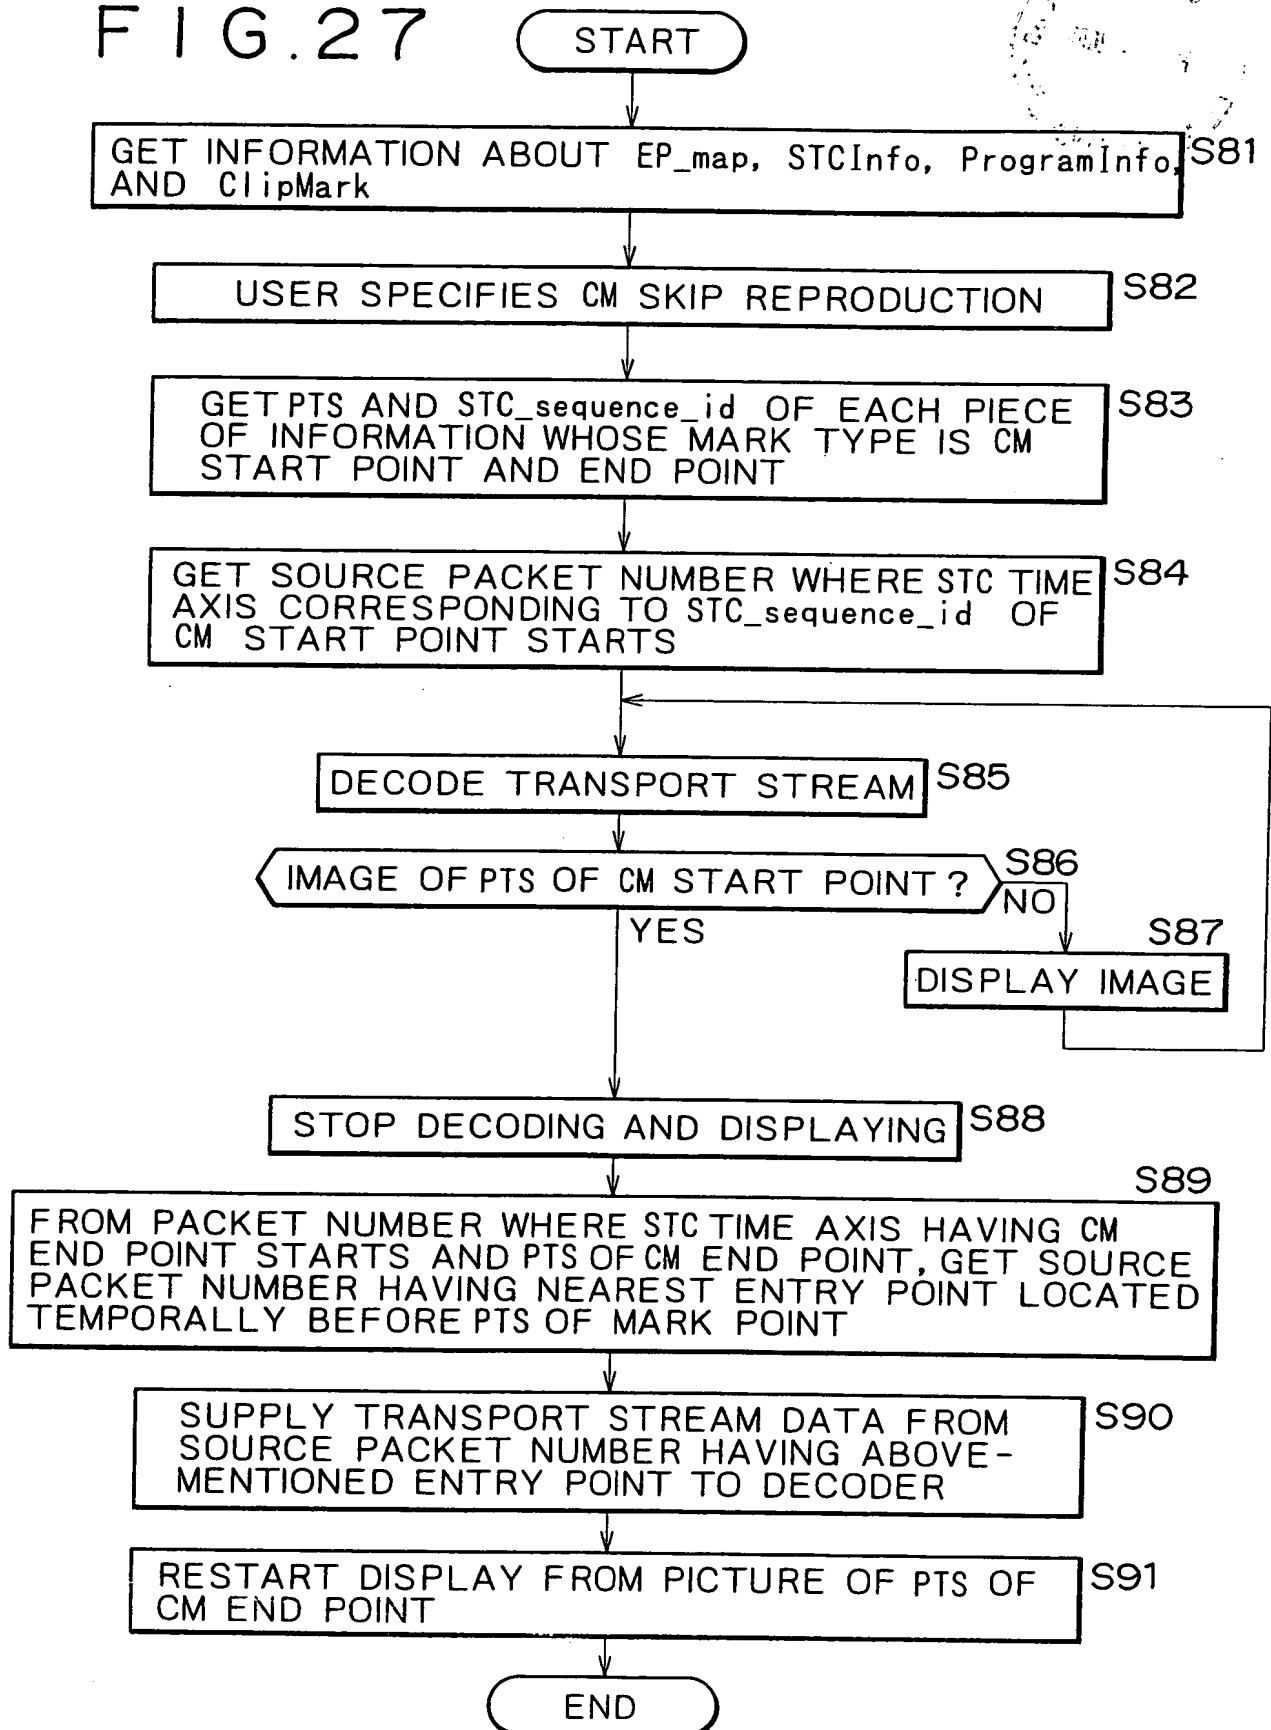 FIG.27
START
GET INFORMATION ABOUT EP_map, STCInfo, ProgramInfo,
AND ClipMark
S81
USER SPECIFIES CM SKIP REPRODUCTION
S82
GET PTS AND STC_sequence_id OF EACH PIECE
OF INFORMATION WHOSE MARK TYPE IS CM
START POINT AND END POINT
S83
GET SOURCE PACKET NUMBER WHERE STC TIME
AXIS CORRESPONDING TO STC_sequence_id OF
CM START POINT STARTS
S84
DECODE TRANSPORT STREAM
S85
IMAGE OF PTS OF CM START POINT?
S86
NO
YES
S87
DISPLAY IMAGE
STOP DECODING AND DISPLAYING
S88
S89
FROM PACKET NUMBER WHERE STC TIME AXIS HAVING CM
END POINT STARTS AND PTS OF CM END POINT, GET SOURCE
PACKET NUMBER HAVING NEAREST ENTRY POINT LOCATED
TEMPORALLY BEFORE PTS OF MARK POINT
SUPPLY TRANSPORT STREAM DATA FROM
SOURCE PACKET NUMBER HAVING ABOVE-
MENTIONED ENTRY POINT TO DECODER
S90
RESTART DISPLAY FROM PICTURE OF PTS OF
CM END POINT
S91
END